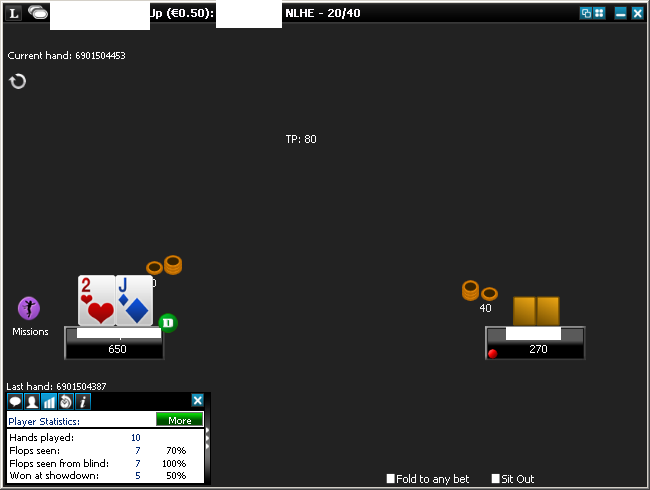 L Up (€0.50): NLHE - 20/40
Current hand: 6901504453
TP: 80
2 J
0
40
D
Missions
650
270
Last hand: 6901504387
i
Player Statistics: More
Hands played: 10
Flops seen: 7 70%
Flops seen from blind: 7 100%
Won at showdown: 5 50%
Fold to any bet Sit Out